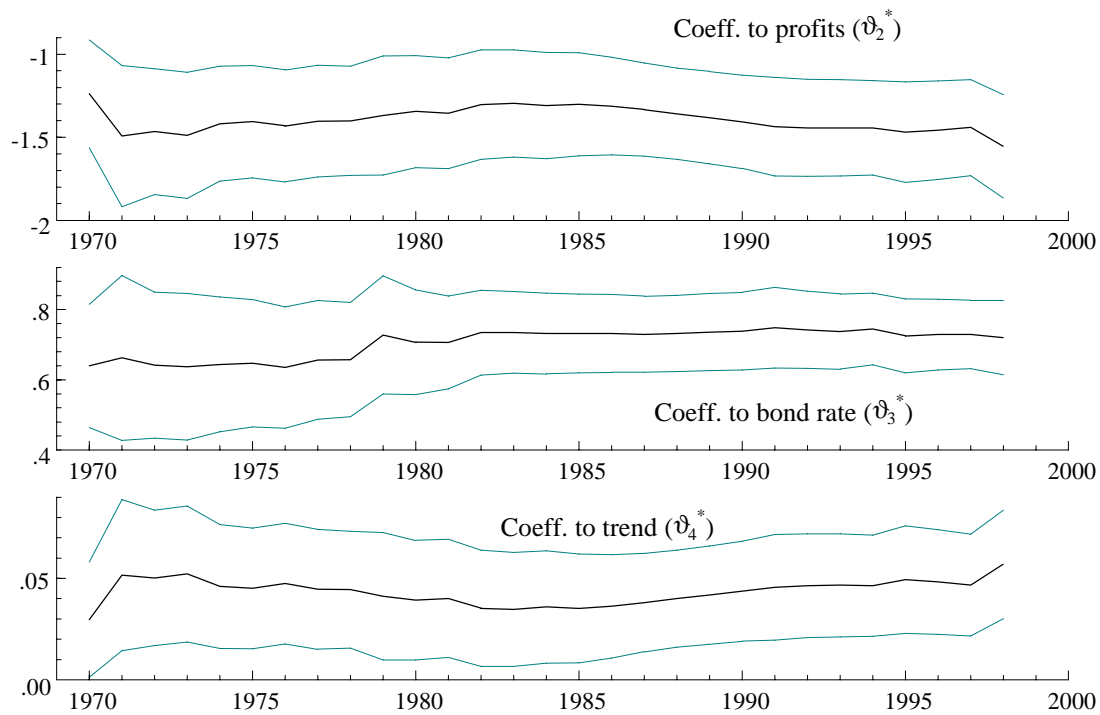 Coeff. to profits (ϑ₂*)
-1
-1.5
-2
1970 1975 1980 1985 1990 1995 2000
.8
.6
Coeff. to bond rate (ϑ₃*)
.4
1970 1975 1980 1985 1990 1995 2000
Coeff. to trend (ϑ₄*)
.05
.00
1970 1975 1980 1985 1990 1995 2000